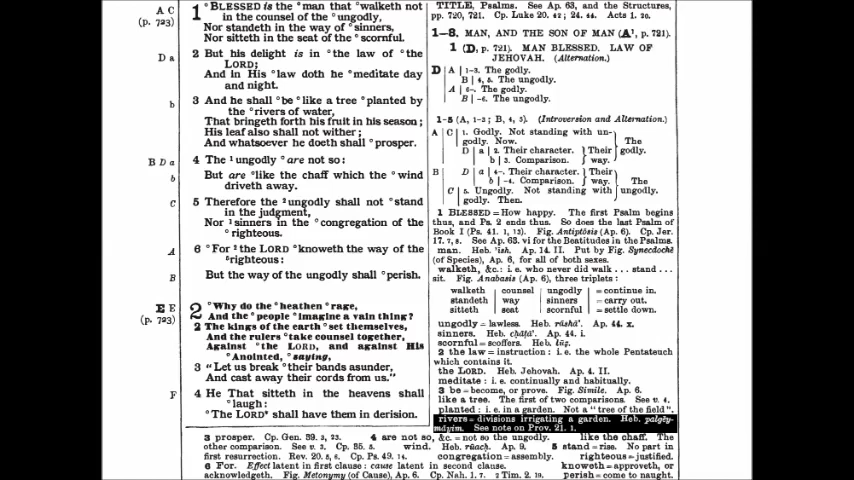 A C
(p. 723)
1 °BLESSED is the °man that °walketh not
in the counsel of the °ungodly,
Nor standeth in the way of °sinners,
Nor sitteth in the seat of the °scornful.
D a
2 But his delight is in °the law of °the
LORD;
And in His °law doth he °meditate day
and night.
b
3 And he shall °be °like a tree °planted by
the °rivers of water,
That bringeth forth his fruit in his season;
His leaf also shall not wither;
And whatsoever he doeth shall °prosper.
B D a
4 The ¹ungodly °are not so:
b
But are °like the chaff which the °wind
driveth away.
C
5 Therefore the ¹ungodly shall not °stand
in the judgment,
Nor ¹sinners in the °congregation of the
°righteous.
A
6 °For ²the LORD °knoweth the way of the
⁵righteous:
B
But the way of the ungodly shall °perish.
E E
(p. 723)
2 °Why do the °heathen °rage,
And the °people °imagine a vain thing?
2 The kings of the earth °set themselves,
And the rulers °take counsel together,
Against °the LORD, and against His
°Anointed, °saying,
3 "Let us break °their bands asunder,
And cast away their cords from us."
F
4 He That sitteth in the heavens shall
°laugh:
°The LORD° shall have them in derision.
TITLE, Psalms. See Ap. 63, and the Structures,
pp. 720, 721. Cp. Luke 20. 42; 24. 44. Acts 1. 20.
1-8. MAN, AND THE SON OF MAN (A¹, p. 721).
1 (D, p. 721). MAN BLESSED. LAW OF
JEHOVAH. (Alternation.)
D A | 1-3. The godly.
B | 4, 5. The ungodly.
A | 6-. The godly.
B | -6. The ungodly.
1-5 (A, 1-3; B, 4, 5). (Introversion and Alternation.)
A C 1. Godly. Not standing with un-
godly. Now.
D a 2. Their character. } Their
b 3. Comparison. } way.
The
godly.
B D a 4-. Their character. } Their
b -4. Comparison. } way.
C 5. Ungodly. Not standing with
godly. Then.
The
ungodly.
1 BLESSED = How happy. The first Psalm begins
thus, and Ps. 2 ends thus. So does the last Psalm of
Book I (Ps. 41. 1, 13). Fig. Antiptosis (Ap. 6). Cp. Jer.
17. 7, 8. See Ap. 63. vi for the Beatitudes in the Psalms.
man. Heb. 'ish. Ap. 14. II. Put by Fig. Synecdochē
(of Species), Ap. 6, for all of both sexes.
walketh, &c.: i.e. who never did walk ... stand ...
sit. Fig. Anabasis (Ap. 6), three triplets:
walketh counsel ungodly = continue in.
standeth way sinners = carry out.
sitteth seat scornful = settle down.
ungodly = lawless. Heb. rāshā'. Ap. 44. x.
sinners. Heb. chāṭā'. Ap. 44. i.
scornful = scoffers. Heb. lūẓ.
2 the law = instruction: i.e. the whole Pentateuch
which contains it.
the LORD. Heb. Jehovah. Ap. 4. II.
meditate: i.e. continually and habitually.
3 be = become, or prove. Fig. Simile. Ap. 6.
like a tree. The first of two comparisons. See v. 4.
planted: i.e. in a garden. Not a "tree of the field".
rivers = divisions irrigating a garden. Heb. palgēy-
māyim. See note on Prov. 21. 1.
3 prosper. Cp. Gen. 39. 3, 23. 4 are not so, &c. = not so the ungodly. like the chaff. The
other comparison. See v. 3. Cp. 35. 5. wind. Heb. rūach. Ap. 9. 5 stand = rise. No part in
first resurrection. Rev. 20. 5, 6. Cp. Ps. 49. 14. congregation = assembly. righteous = justified.
6 For. Effect latent in first clause: cause latent in second clause. knoweth = approveth, or
acknowledgeth. Fig. Metonymy (of Cause), Ap. 6. Cp. Nah. 1. 7. 2 Tim. 2. 19. perish = come to naught.